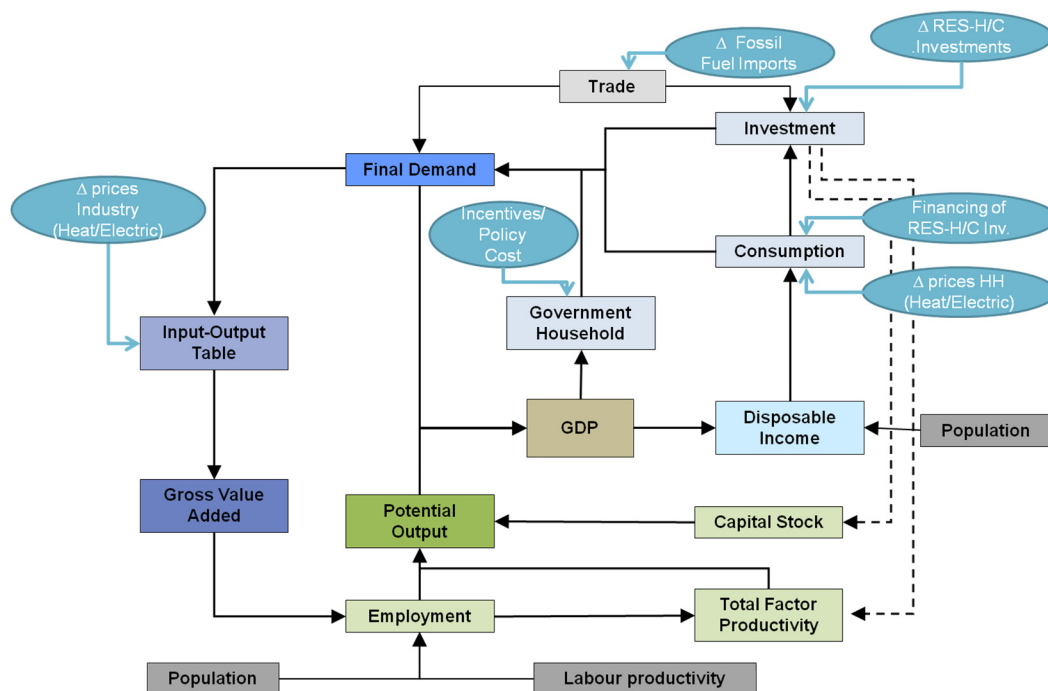 Δ RES-H/C
.Investments
Δ Fossil
Fuel Imports
Trade
Investment
Final Demand
Δ prices
Industry
(Heat/Electric)
Incentives/
Policy
Cost
Financing of
RES-H/C Inv.
Consumption
Δ prices HH
(Heat/Electric)
Government
Household
Input-Output
Table
GDP
Disposable
Income
Population
Gross Value
Added
Potential
Output
Capital Stock
Employment
Total Factor
Productivity
Population
Labour productivity